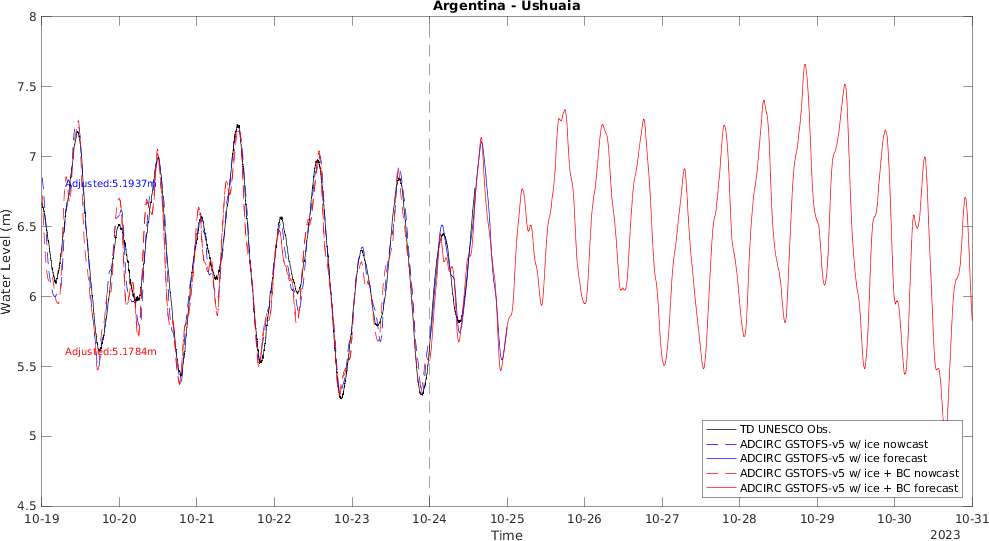 Argentina - Ushuaia
8
7.5
7
6.5
6
5.5
5
4.5
Water Level (m)
Adjusted:5.1937m
Adjusted:5.1784m
TD UNESCO Obs.
ADCIRC GSTOFS-v5 w/ ice nowcast
ADCIRC GSTOFS-v5 w/ ice forecast
ADCIRC GSTOFS-v5 w/ ice + BC nowcast
ADCIRC GSTOFS-v5 w/ ice + BC forecast
10-19 10-20 10-21 10-22 10-23 10-24 10-25 10-26 10-27 10-28 10-29 10-30 10-31
Time
2023